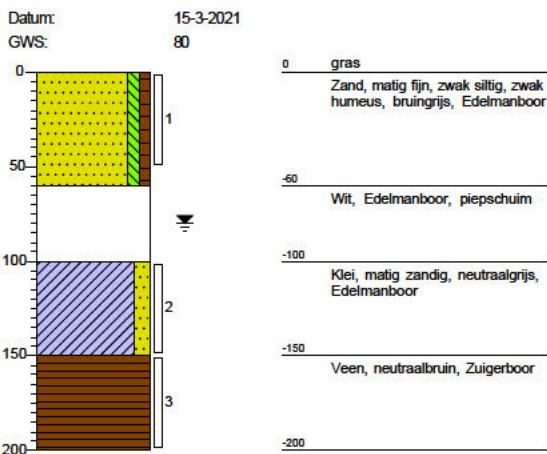 Datum: 15-3-2021
GWS: 80
0
50
100
150
200
1
2
3
0 gras
Zand, matig fijn, zwak siltig, zwak
humeus, bruingrijs, Edelmanboor
-60
Wit, Edelmanboor, piepschuim
-100
Klei, matig zandig, neutraalgrijs,
Edelmanboor
-150
Veen, neutraalbruin, Zuigerboor
-200